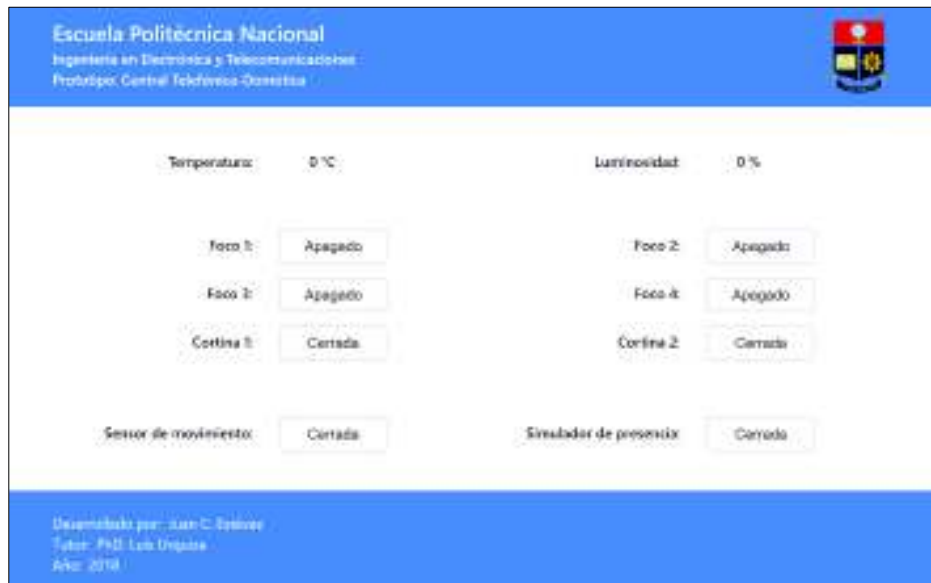 Escuela Politécnica Nacional
Ingeniería en Electrónica y Telecomunicaciones
Prototipo: Central Telefónica-Domótica
Temperatura: 0 °C Luminosidad: 0 %
Foco 1: Apagado Foco 2: Apagado
Foco 3: Apagado Foco 4: Apagado
Cortina 1: Cerrada Cortina 2: Cerrada
Sensor de movimiento: Cerrada Simulador de presencia: Cerrada
Desarrollado por: Juan C.
Tutor: PhD. Luis
Año: 2018